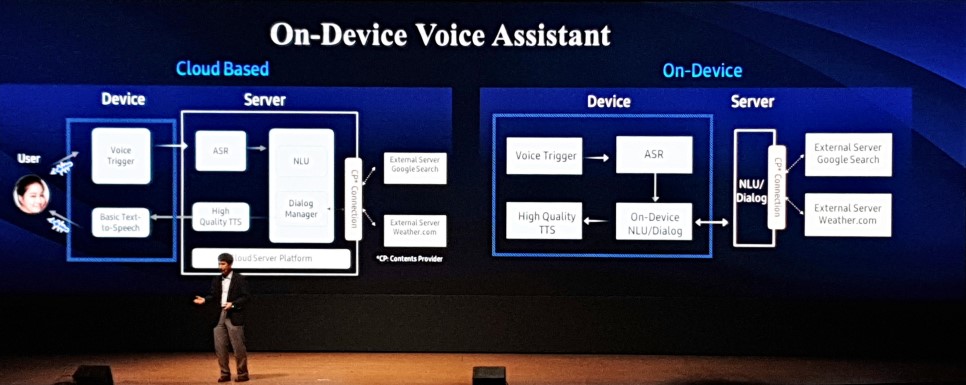 On-Device Voice Assistant
Cloud Based
Device
Server
User
Voice
Trigger
ASR
NLU
Dialog
Manager
Basic Text-
to-Speech
High
Quality TTS
Cloud Server Platform
CP* Connection
External Server
Google Search
External Server
Weather.com
*CP: Contents Provider
On-Device
Device
Server
Voice Trigger
ASR
High Quality
TTS
On-Device
NLU/Dialog
NLU/
Dialog
CP* Connection
External Server
Google Search
External Server
Weather.com